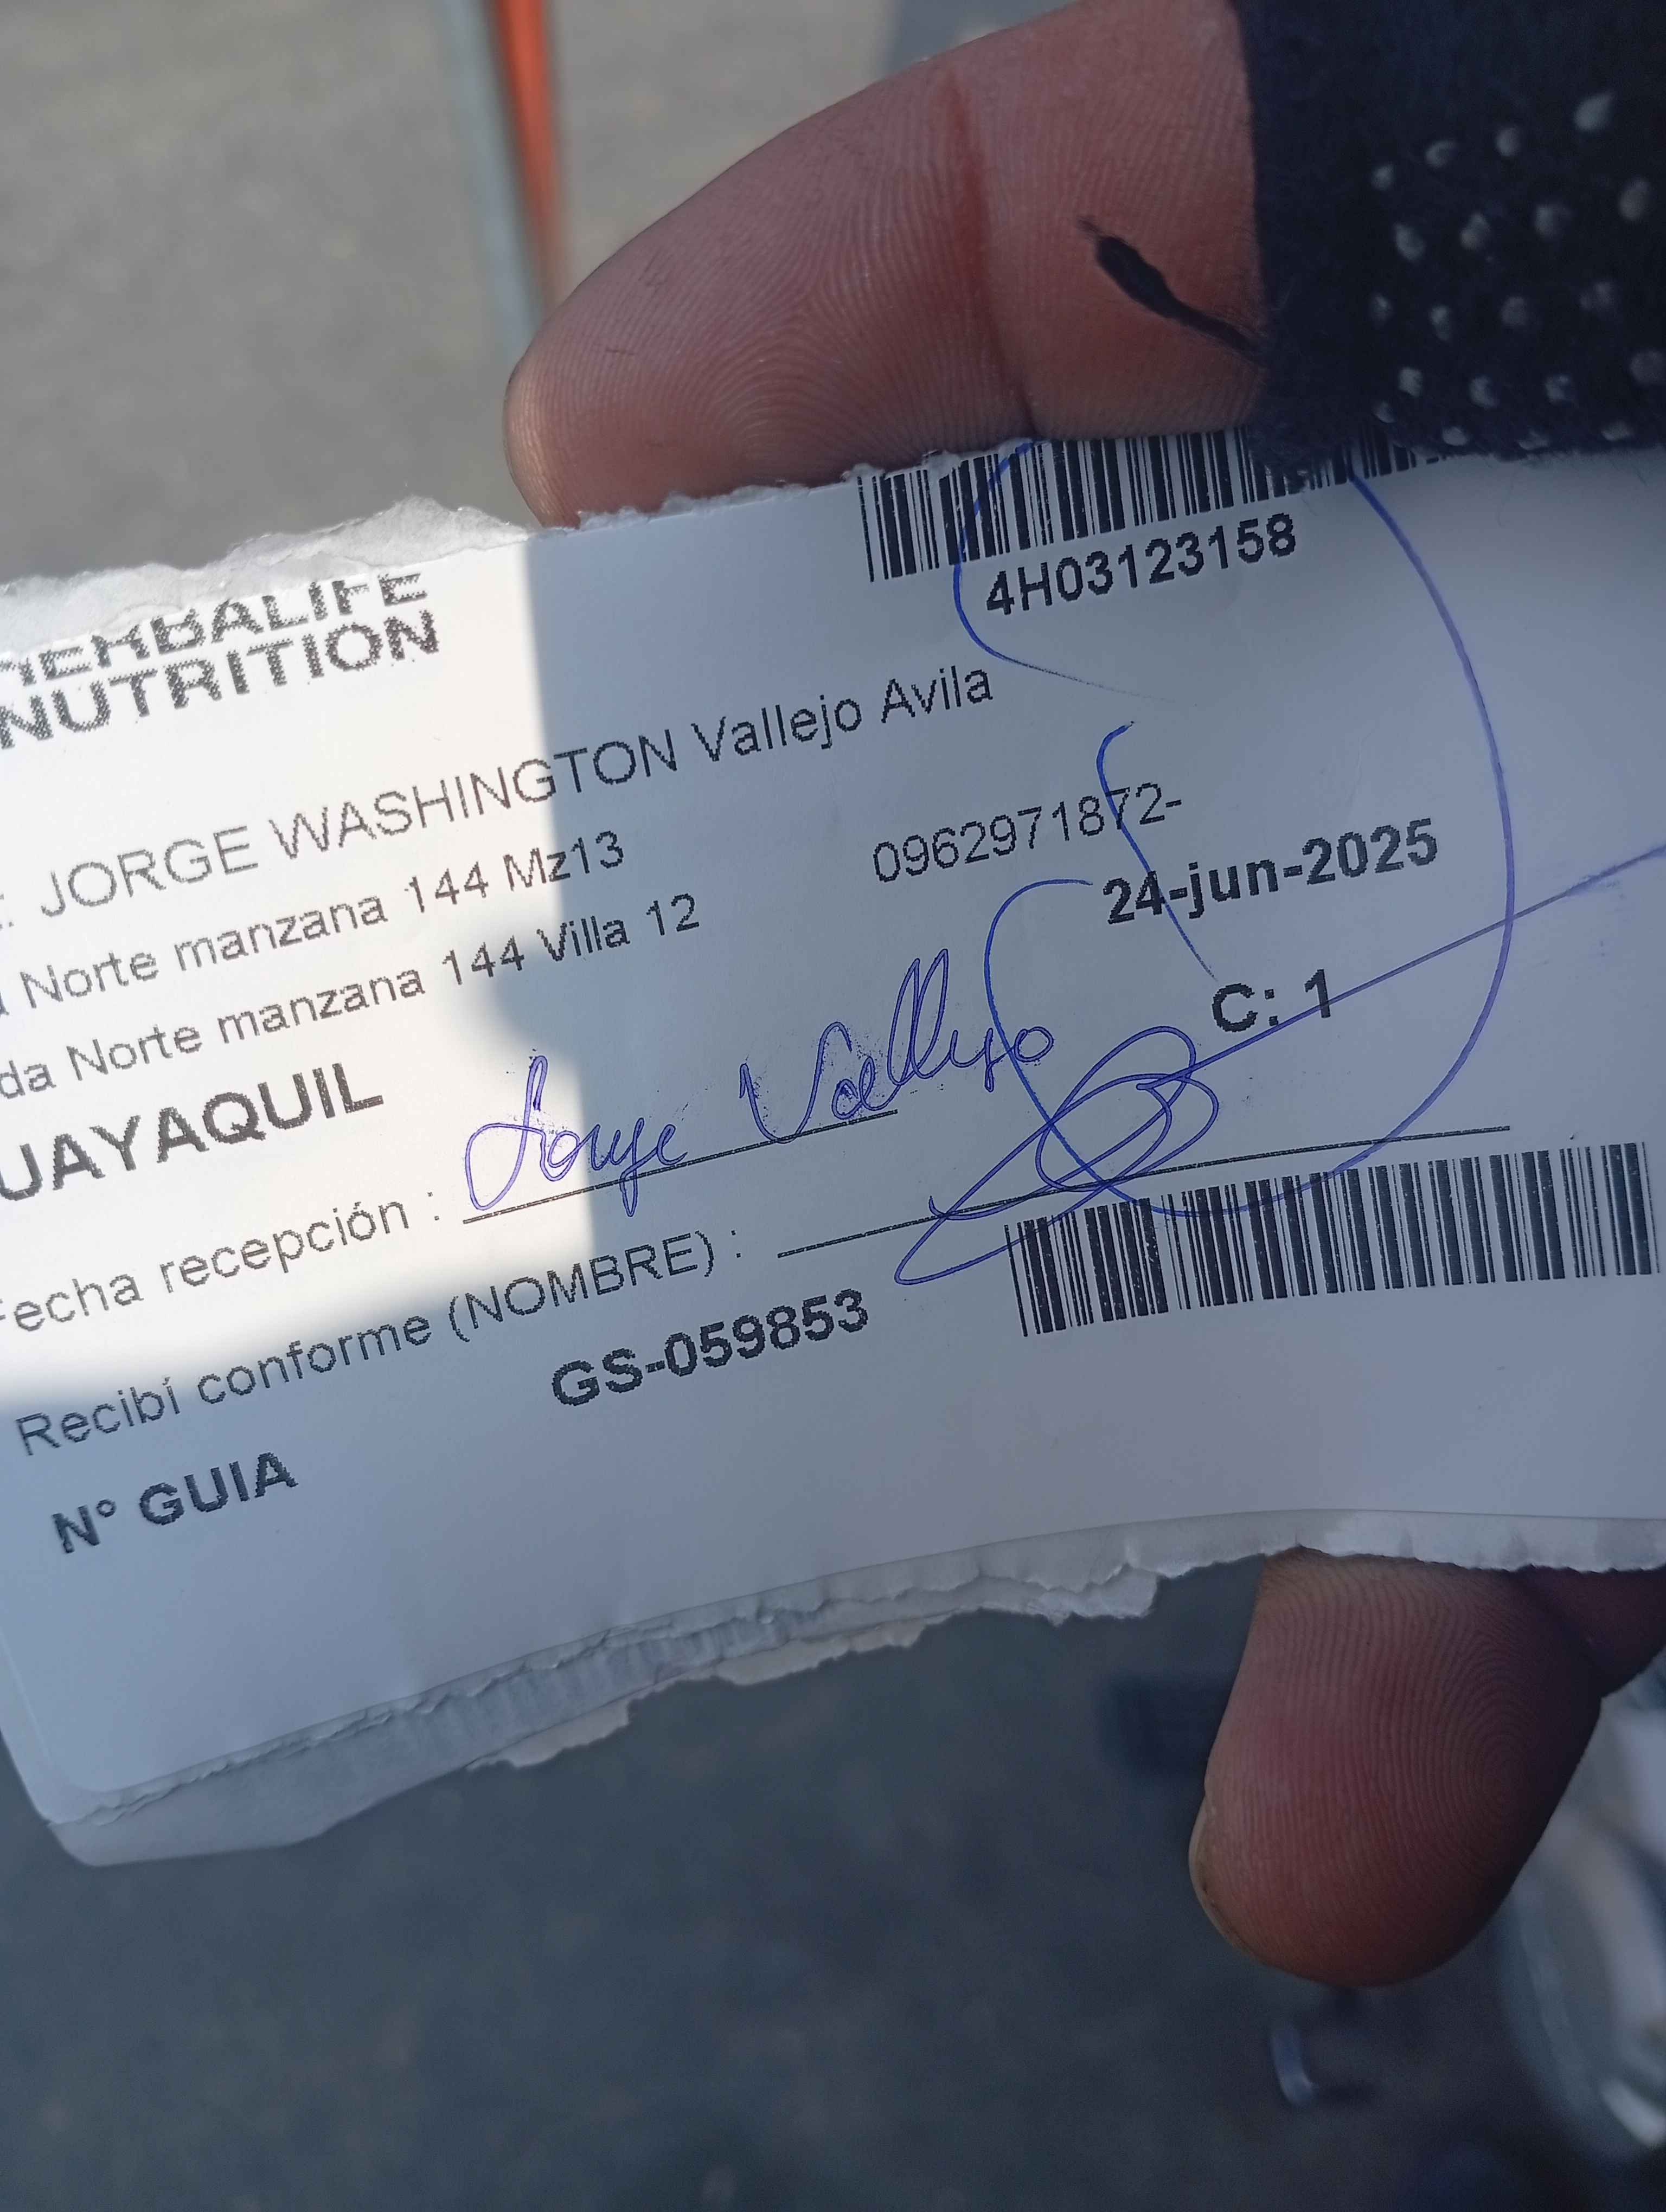 HERBALIFE
NUTRITION
4H03123158
: JORGE WASHINGTON Vallejo Avila
Norte manzana 144 Mz13
0962971872-
da Norte manzana 144 Villa 12
24-jun-2025
UAYAQUIL
C: 1
Fecha recepción : Jorge Vallejo
Recibí conforme (NOMBRE) :
N° GUIA
GS-059853